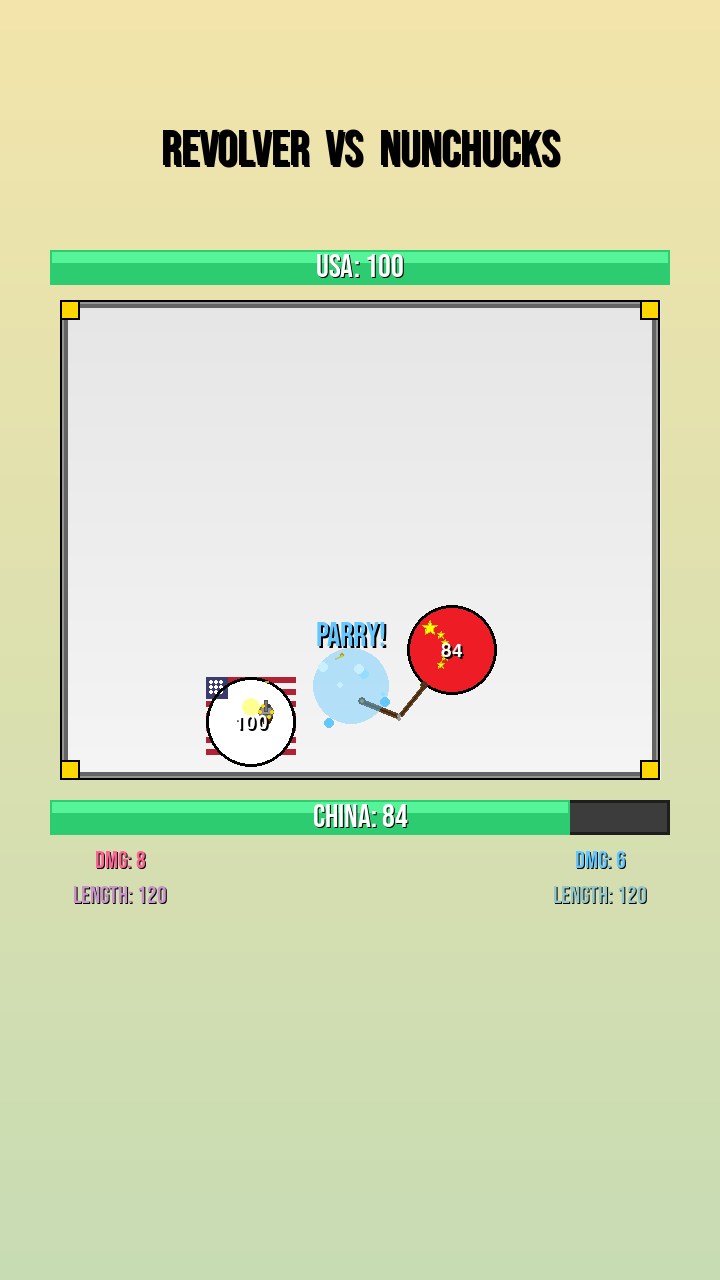 REVOLVER VS NUNCHUCKS
USA: 100
PARRY!
84
100
CHINA: 84
DMG: 8
DMG: 6
LENGTH: 120
LENGTH: 120